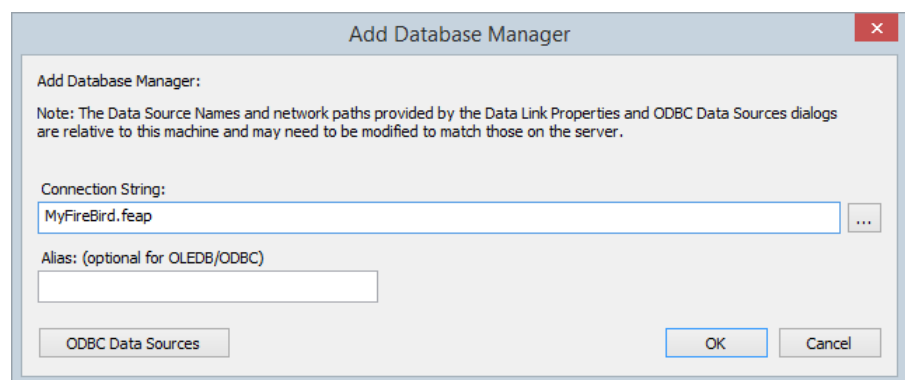 Add Database Manager
Add Database Manager:
Note: The Data Source Names and network paths provided by the Data Link Properties and ODBC Data Sources dialogs
are relative to this machine and may need to be modified to match those on the server.
Connection String:
MyFireBird.feap
...
Alias: (optional for OLEDB/ODBC)
ODBC Data Sources
OK
Cancel